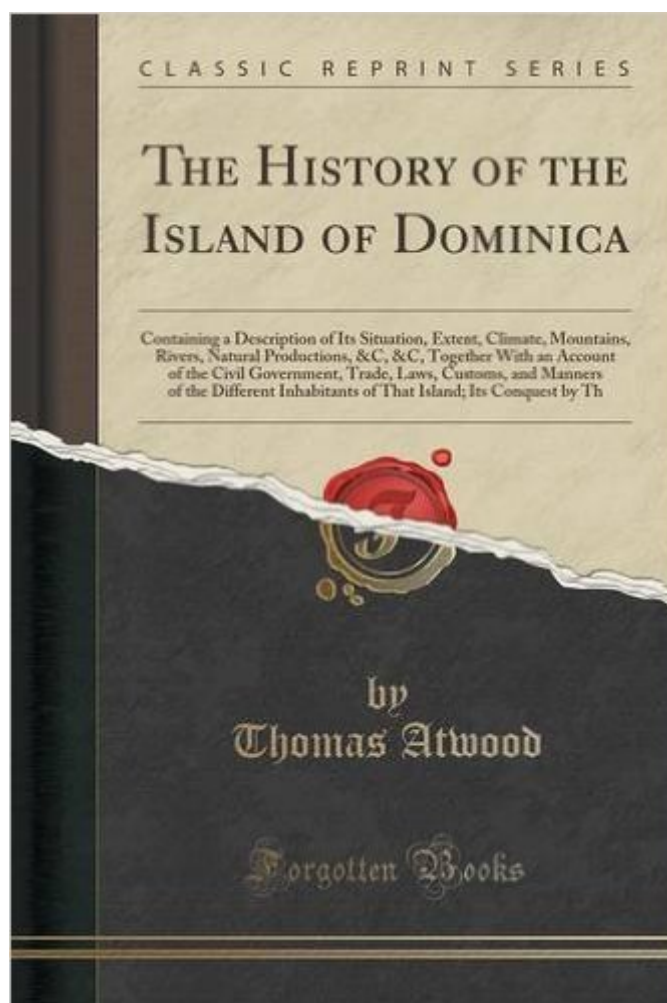 CLASSIC REPRINT SERIES
THE HISTORY OF THE
ISLAND OF DOMINICA
Containing a Description of Its Situation, Extent, Climate, Mountains,
Rivers, Natural Productions, &C, &C, Together With an Account
of the Civil Government, Trade, Laws, Customs, and Manners
of the Different Inhabitants of That Island; Its Conquest by Th
by
Thomas Atwood
Forgotten Books